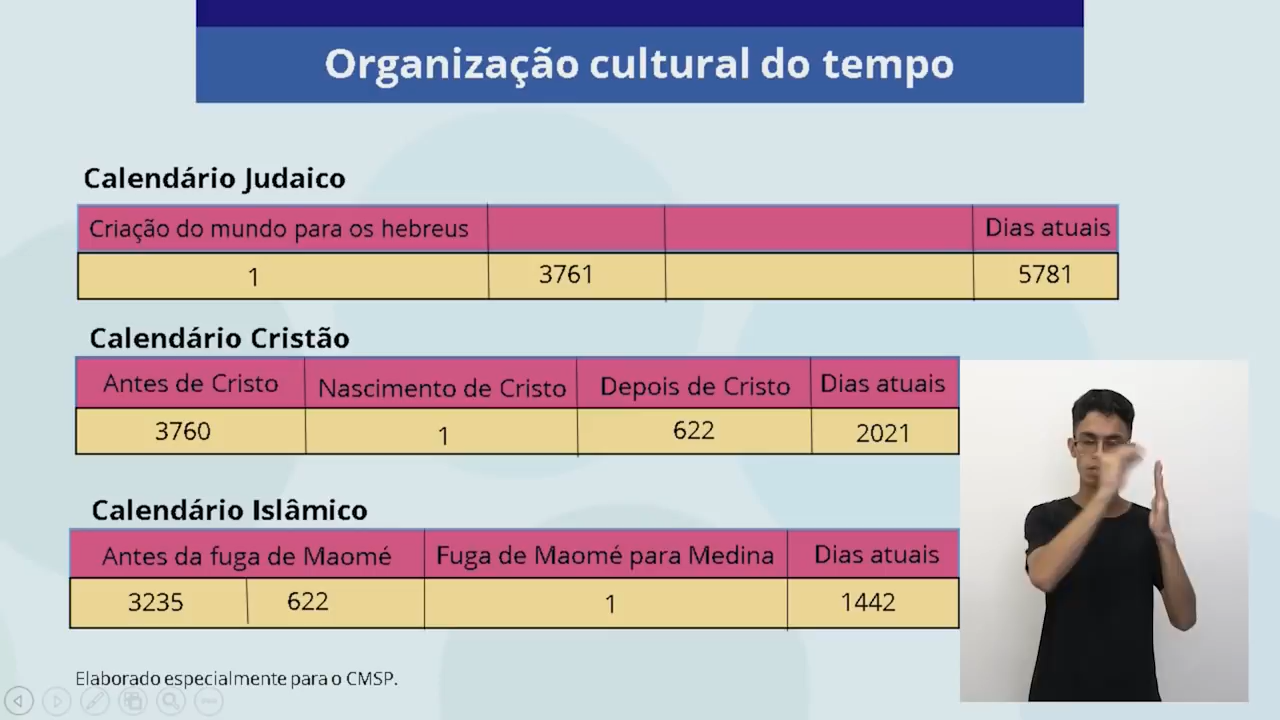 Organização cultural do tempo
Calendário Judaico
Criação do mundo para os hebreus Dias atuais
1 3761 5781
Calendário Cristão
Antes de Cristo Nascimento de Cristo Depois de Cristo Dias atuais
3760 1 622 2021
Calendário Islâmico
Antes da fuga de Maomé Fuga de Maomé para Medina Dias atuais
3235 622 1 1442
Elaborado especialmente para o CMSP.